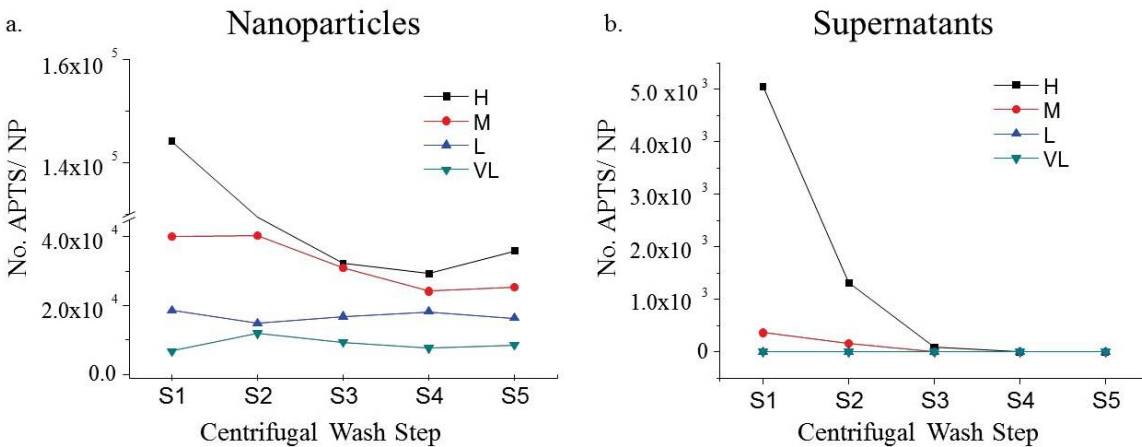 a.
Nanoparticles
No. APTS/ NP
1.6x10 5
1.4x10 5
4.0x10 4
2.0x10 4
0.0
H
M
L
VL
S1 S2 S3 S4 S5
Centrifugal Wash Step
b.
Supernatants
No. APTS/ NP
5.0 x10 3
4.0x10 3
3.0x10 3
2.0x10 3
1.0x10 3
0
H
M
L
VL
S1 S2 S3 S4 S5
Centrifugal Wash Step